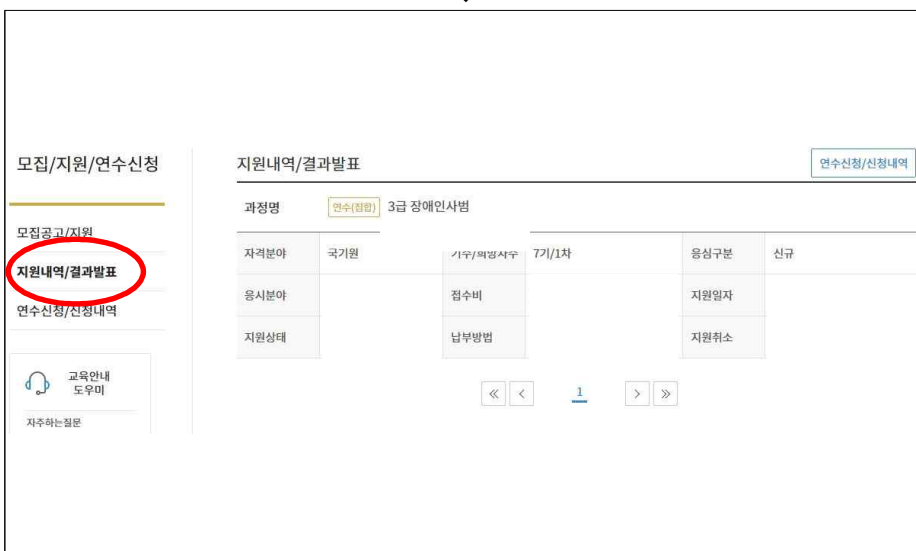 모집/지원/연수신청
모집공고/지원
지원내역/결과발표
연수신청/신청내역
교육안내
도우미
자주하는질문
지원내역/결과발표
연수신청/신청내역
과정명 연수(집합) 3급 장애인사범
자격분야 국기원 기수/희망차수 7기/1차 응심구분 신규
응시분야 접수비 지원일자
지원상태 납부방법 지원취소
« < 1 > »